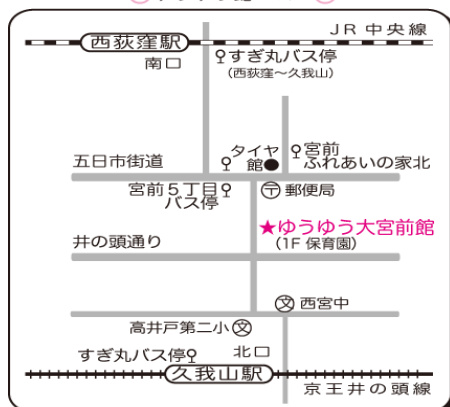 JR中央線
西荻窪駅
南口
すぎ丸バス停
(西荻窪〜久我山)
タイヤ
館
宮前
ふれあいの家北
五日市街道
宮前5丁目
バス停
〒郵便局
★ゆうゆう大宮前館
(1F 保育園)
井の頭通り
文 西宮中
高井戸第二小 文
すぎ丸バス停
北口
久我山駅
京王井の頭線